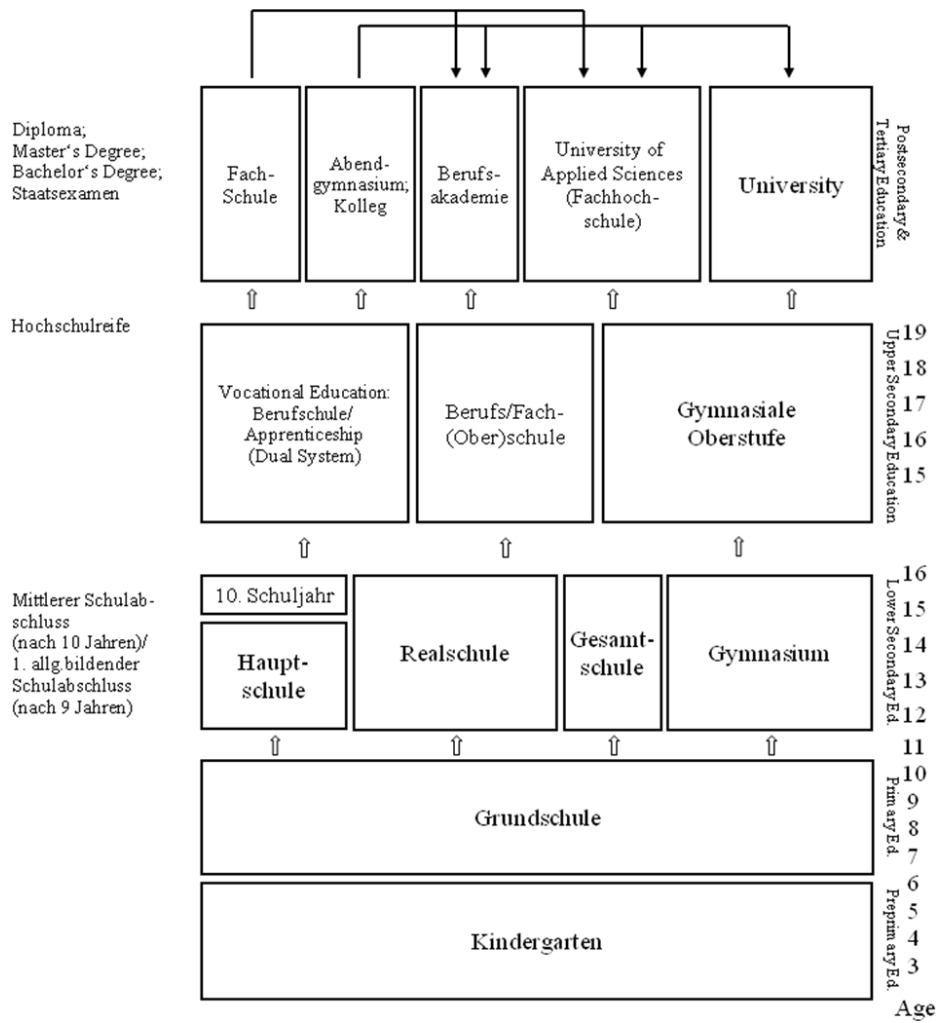 Diploma;
Master‘s Degree;
Bachelor‘s Degree;
Staatsexamen
Fach-
Schule
Abend-
gymnasium;
Kolleg
Berufs-
akademie
University of
Applied Sciences
(Fachhoch-
schule)
University
Postsecondary &
Tertiary Education
Hochschulreife
Vocational Education:
Berufschule/
Apprenticeship
(Dual System)
Berufs/Fach-
(Ober)schule
Gymnasiale
Oberstufe
Upper Secondary Education
19
18
17
16
15
Mittlerer Schulab-
schluss
(nach 10 Jahren)/
1. allg.bildender
Schulabschluss
(nach 9 Jahren)
10. Schuljahr
Haupt-
schule
Realschule
Gesamt-
schule
Gymnasium
Lower Secondary Ed.
16
15
14
13
12
11
Grundschule
Primary Ed.
10
9
8
7
Kindergarten
Preprimary Ed.
6
5
4
3
Age